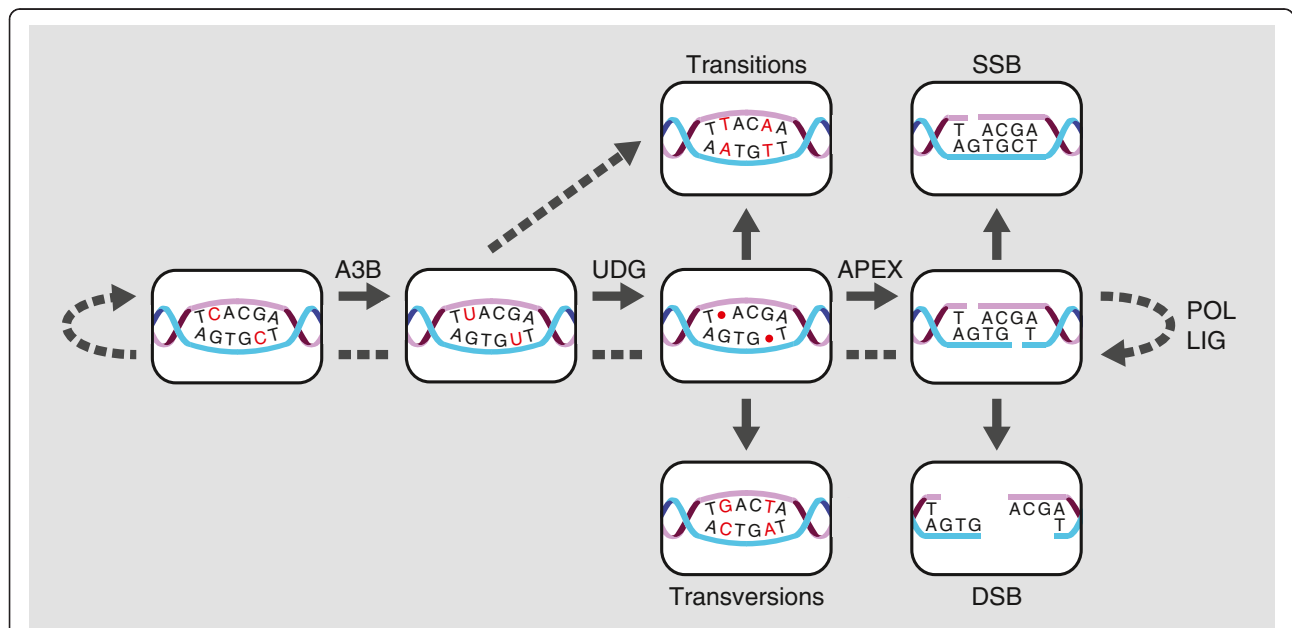 Transitions
SSB
TTACAA
AATGTT
T ACGA
AGTGCT
A3B
UDG
APEX
TCACGA
AGTGCT
TUACGA
AGTGUT
T•ACGA
AGTG•T
T ACGA
AGTG T
POL
LIG
TGACTA
ACTGAT
T ACGA
AGTG T
Transversions
DSB